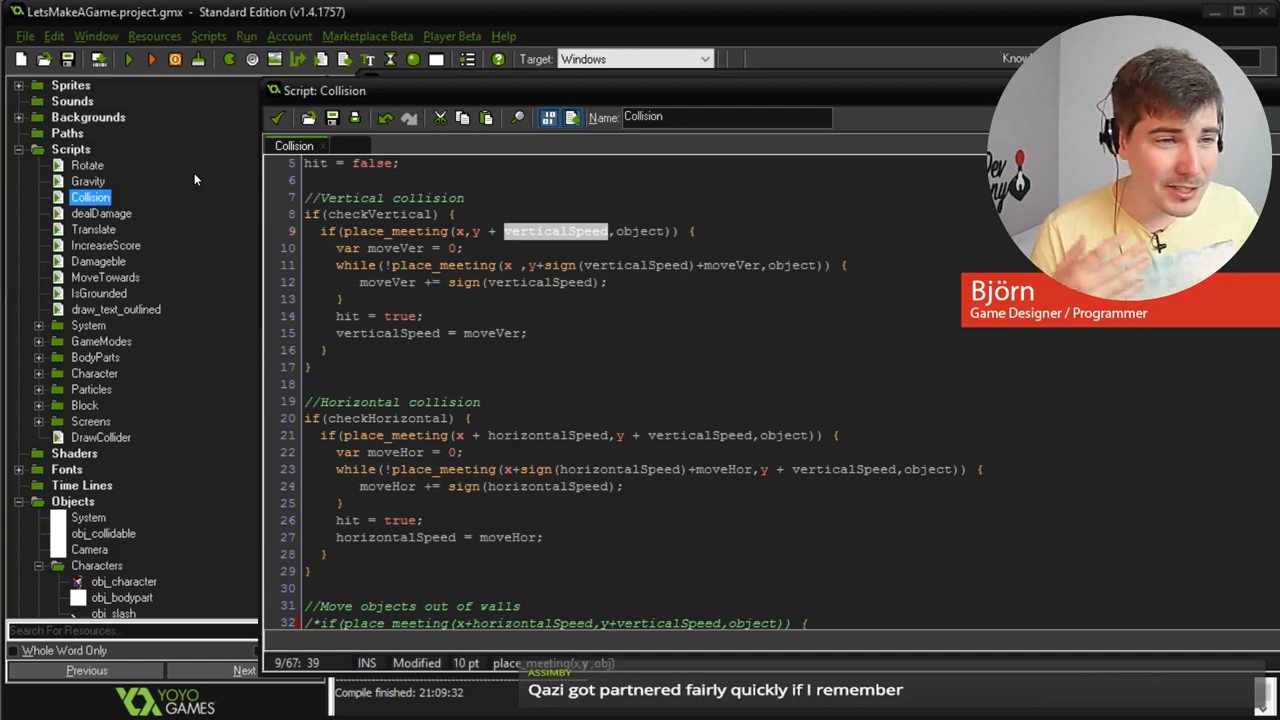 LetsMakeAGame.project.gmx - Standard Edition (v1.4.1757)
File Edit Window Resources Scripts Run Account Marketplace Beta Player Beta Help
Target: Windows
Sprites
Sounds
Backgrounds
Paths
Scripts
Rotate
Gravity
Collision
dealDamage
Translate
IncreaseScore
Damageble
MoveTowards
IsGrounded
draw_text_outlined
System
GameModes
BodyParts
Character
Particles
Block
Screens
DrawCollider
Shaders
Fonts
Time Lines
Objects
System
obj_collidable
Camera
Characters
obj_character
obj_bodypart
obj_slash
Search For Resources...
Whole Word Only
Previous Next
YOYO
GAMES™
Script: Collision
Name: Collision
Collision
5 hit = false;
6
7 //Vertical collision
8 if(checkVertical) {
9 if(place_meeting(x,y + verticalSpeed,object)) {
10 var moveVer = 0;
11 while(!place_meeting(x ,y+sign(verticalSpeed)+moveVer,object)) {
12 moveVer += sign(verticalSpeed);
13 }
14 hit = true;
15 verticalSpeed = moveVer;
16 }
17 }
18
19 //Horizontal collision
20 if(checkHorizontal) {
21 if(place_meeting(x + horizontalSpeed,y + verticalSpeed,object)) {
22 var moveHor = 0;
23 while(!place_meeting(x+sign(horizontalSpeed)+moveHor,y + verticalSpeed,object)) {
24 moveHor += sign(horizontalSpeed);
25 }
26 hit = true;
27 horizontalSpeed = moveHor;
28 }
29 }
30
31 //Move objects out of walls
32 /*if(place_meeting(x+horizontalSpeed,y+verticalSpeed,object)) {
9/67: 39 INS Modified 10 pt place_meeting(x,y,obj)
Compile finished: 21:09:32
ASSIMBY
Qazi got partnered fairly quickly if I remember
Björn
Game Designer / Programmer